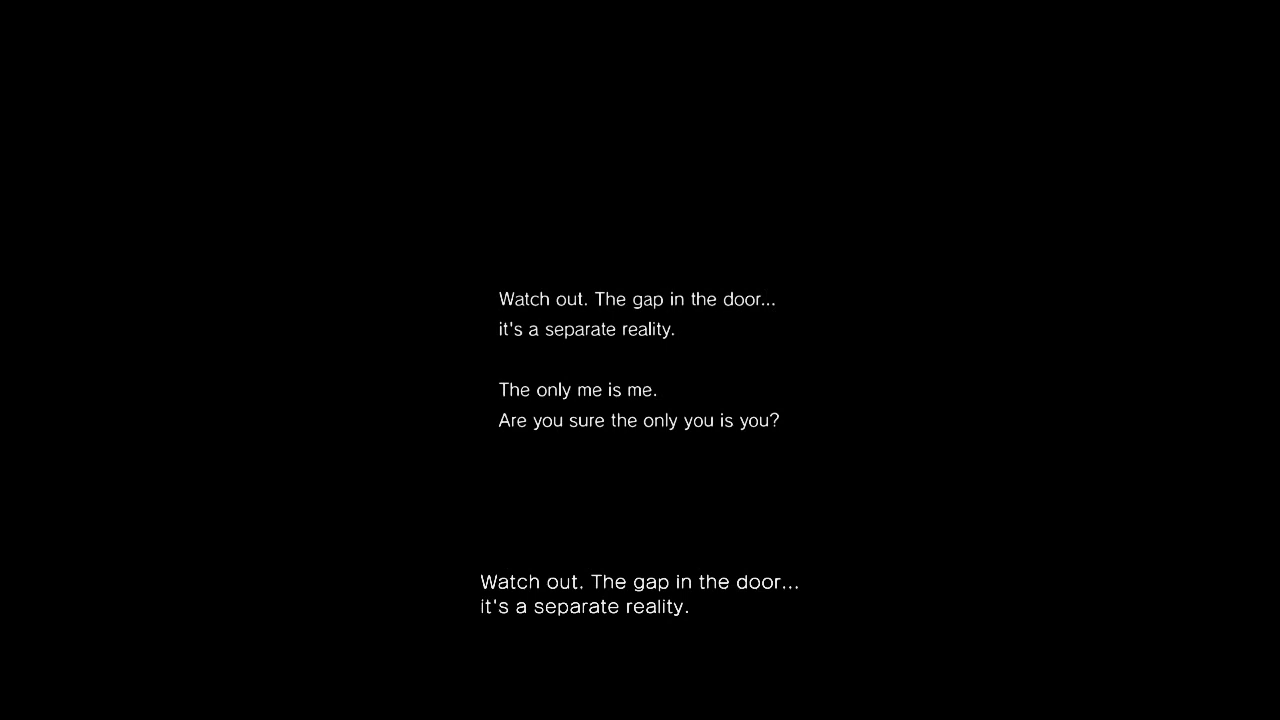 Watch out. The gap in the door...
it's a separate reality.
The only me is me.
Are you sure the only you is you?
Watch out. The gap in the door...
it's a separate reality.